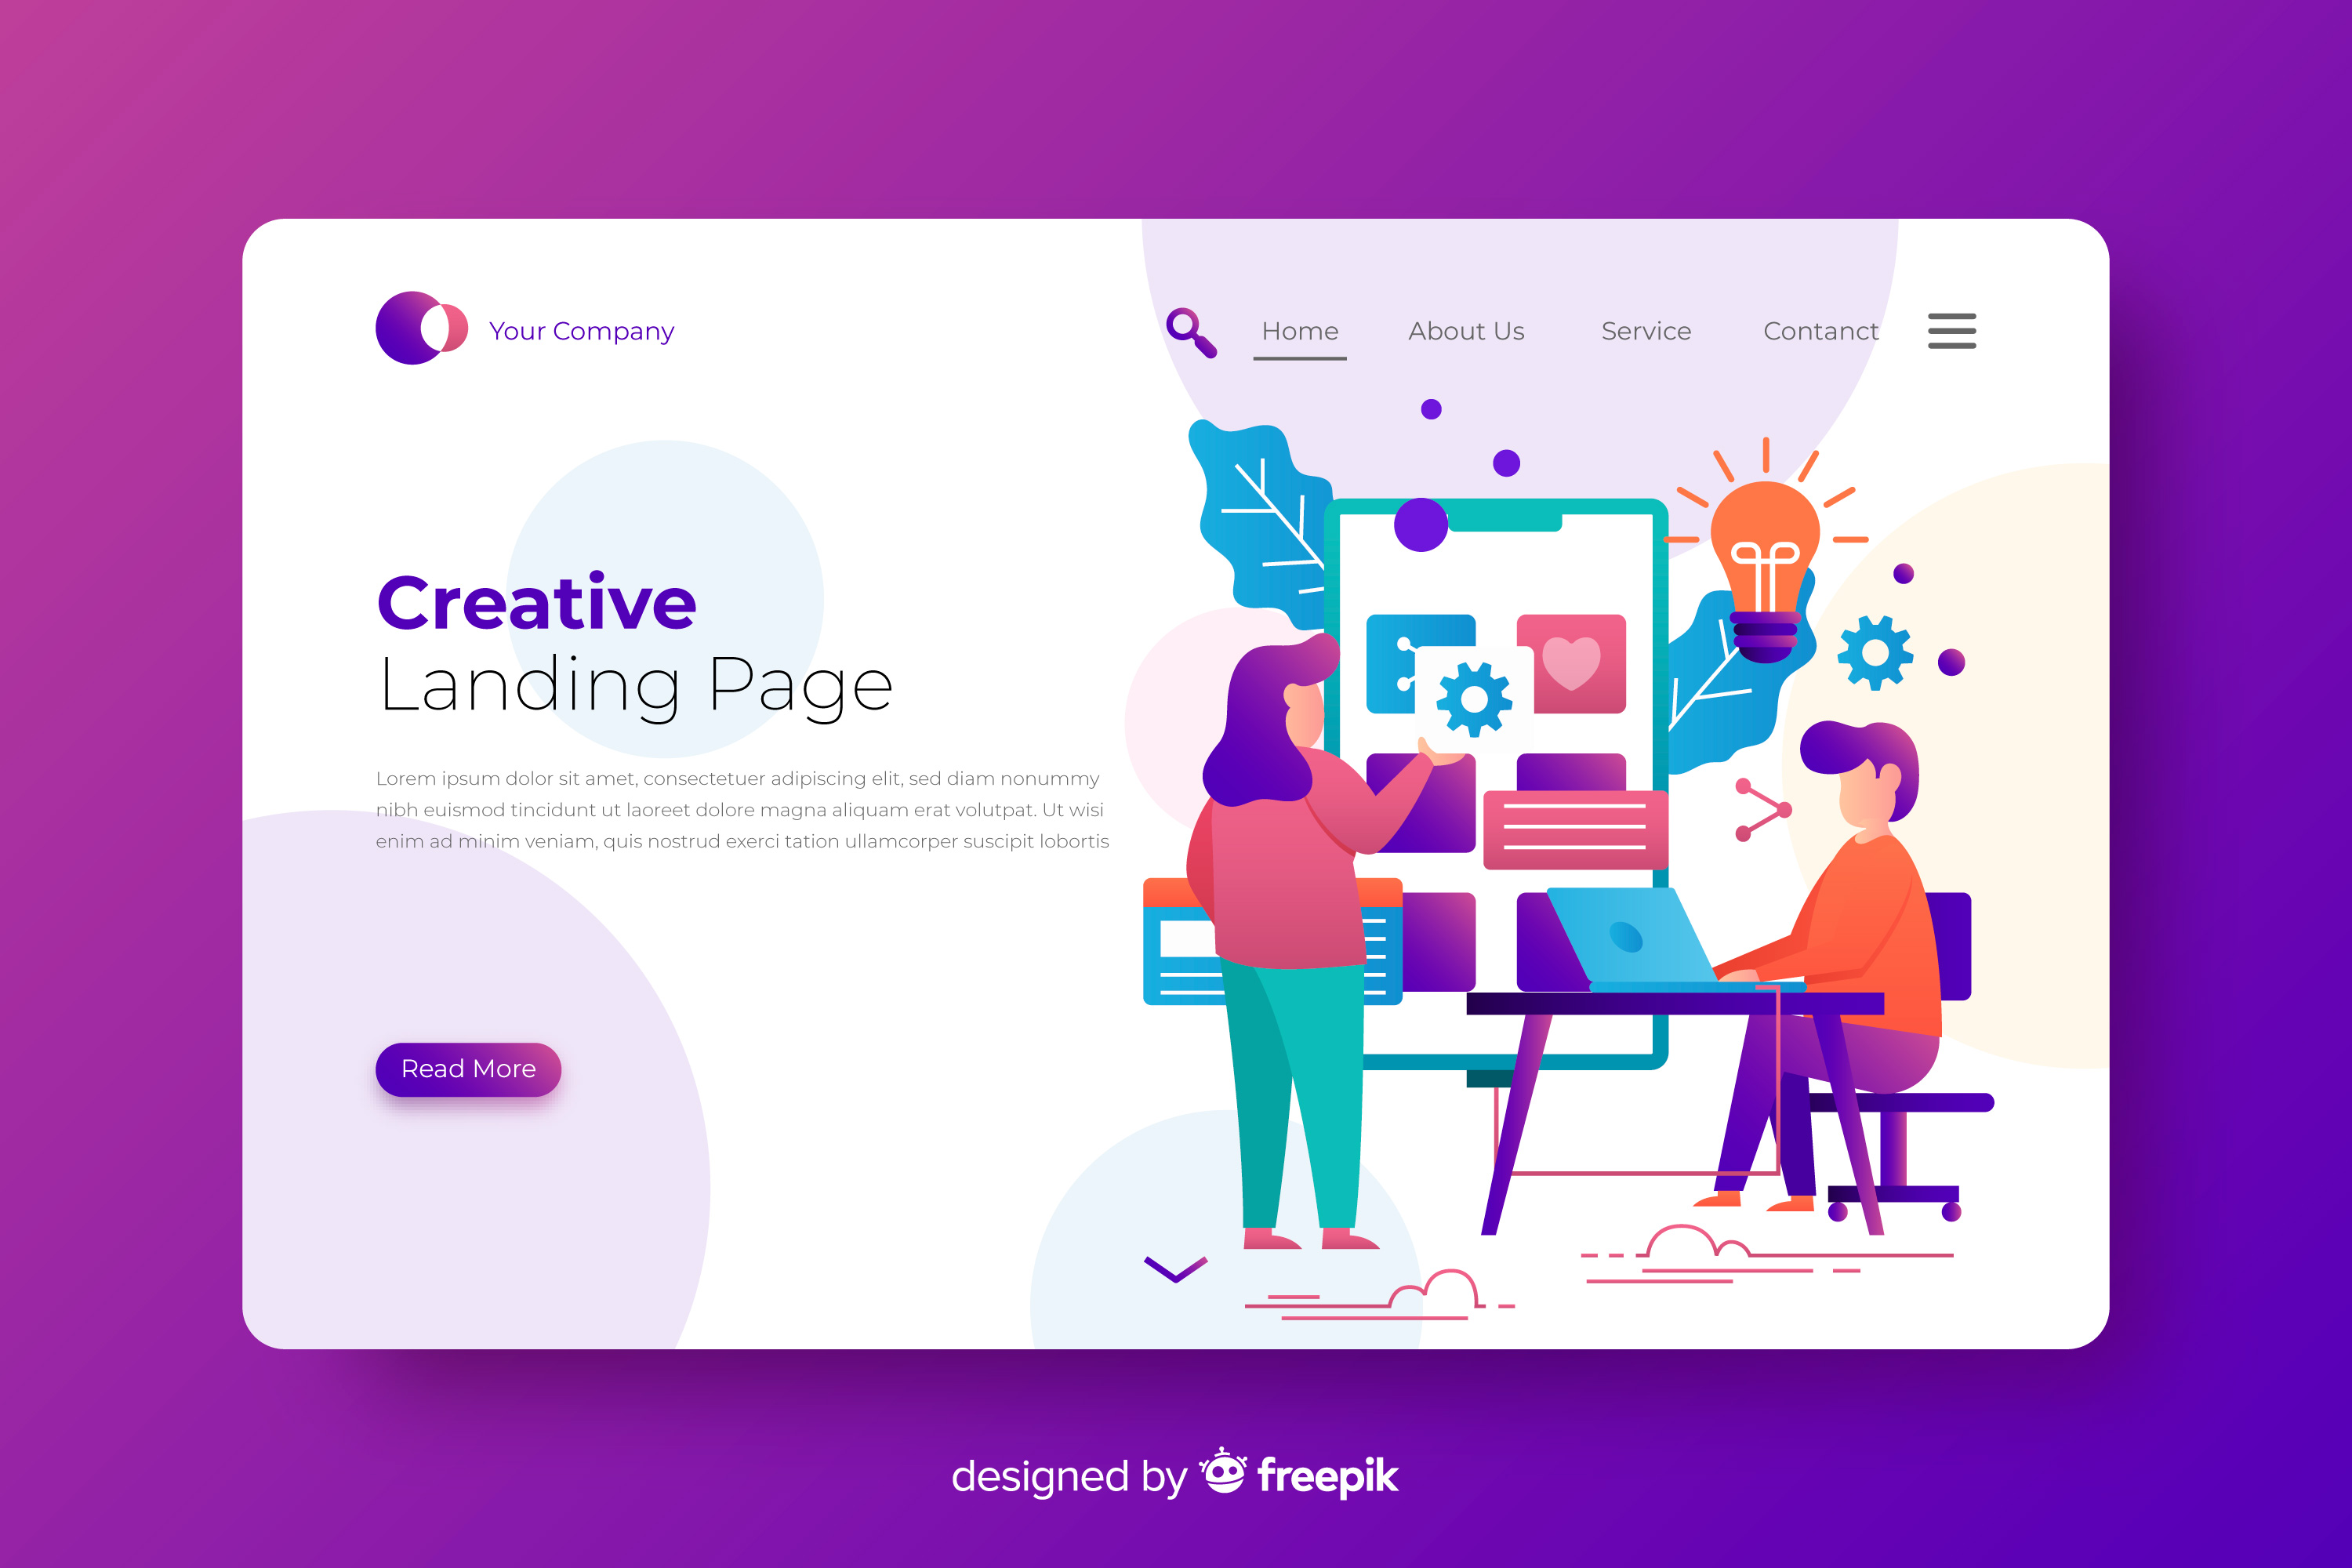 Your Company
Home About Us Service Contanct
Creative
Landing Page
Lorem ipsum dolor sit amet, consectetuer adipiscing elit, sed diam nonummy
nibh euismod tincidunt ut laoreet dolore magna aliquam erat volutpat. Ut wisi
enim ad minim veniam, quis nostrud exerci tation ullamcorper suscipit lobortis
Read More
designed by freepik